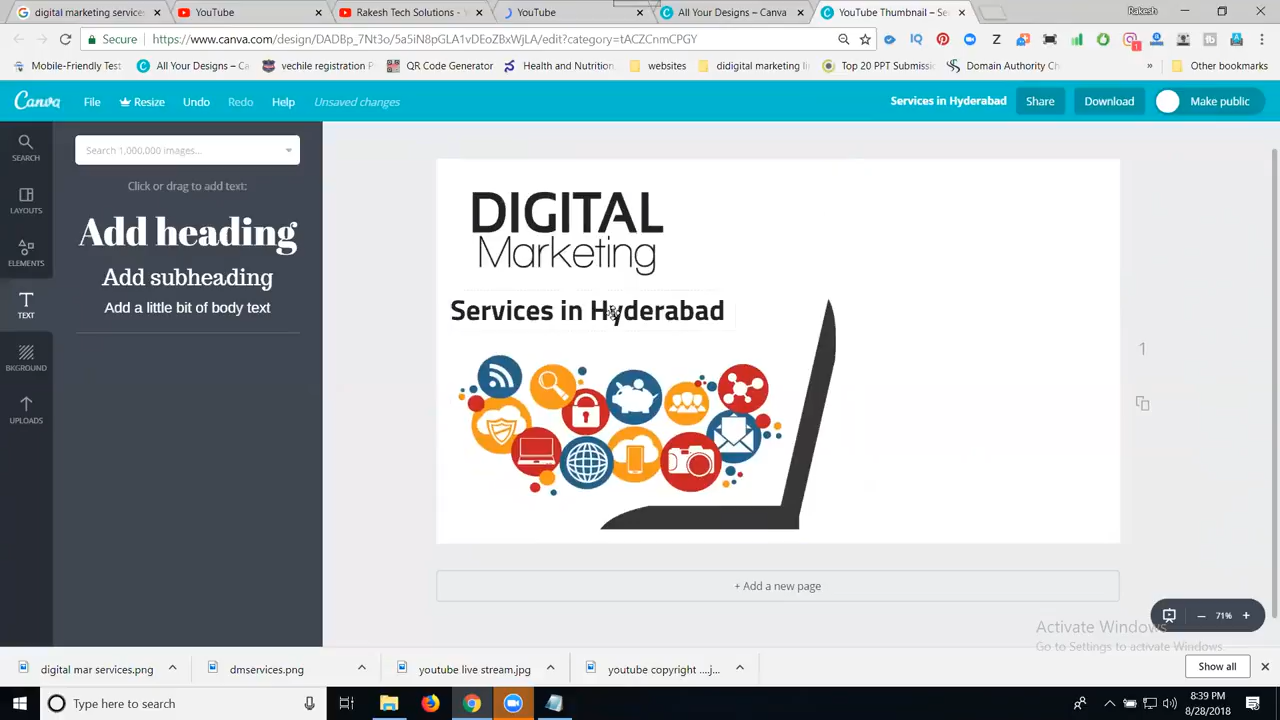 digital marketing services
YouTube
Rakesh Tech Solutions - Y
YouTube
All Your Designs – Canva
YouTube Thumbnail – Se
Rakesh
Secure
https://www.canva.com/design/DADBp_7Nt3o/5a5iN8pGLA1vDEoZBxWjLA/edit?category=tACZCnmCPGY
Mobile-Friendly Test
All Your Designs – Ca
vechile registration P
QR Code Generator
Health and Nutrition
websites
didigital marketing li
Top 20 PPT Submissi
Domain Authority Ch
»
Other bookmarks
Canva
File
Resize
Undo
Redo
Help
Unsaved changes
Services in Hyderabad
Share
Download
Make public
SEARCH
LAYOUTS
ELEMENTS
TEXT
BKGROUND
UPLOADS
Search 1,000,000 images...
Click or drag to add text:
Add heading
Add subheading
Add a little bit of body text
DIGITAL
Marketing
Services in Hyderabad
1
+ Add a new page
71%
Activate Windows
Go to Settings to activate Windows.
digital mar services.png
dmservices.png
youtube live stream.jpg
youtube copyright ....j...
Show all
Type here to search
8:39 PM
8/28/2018